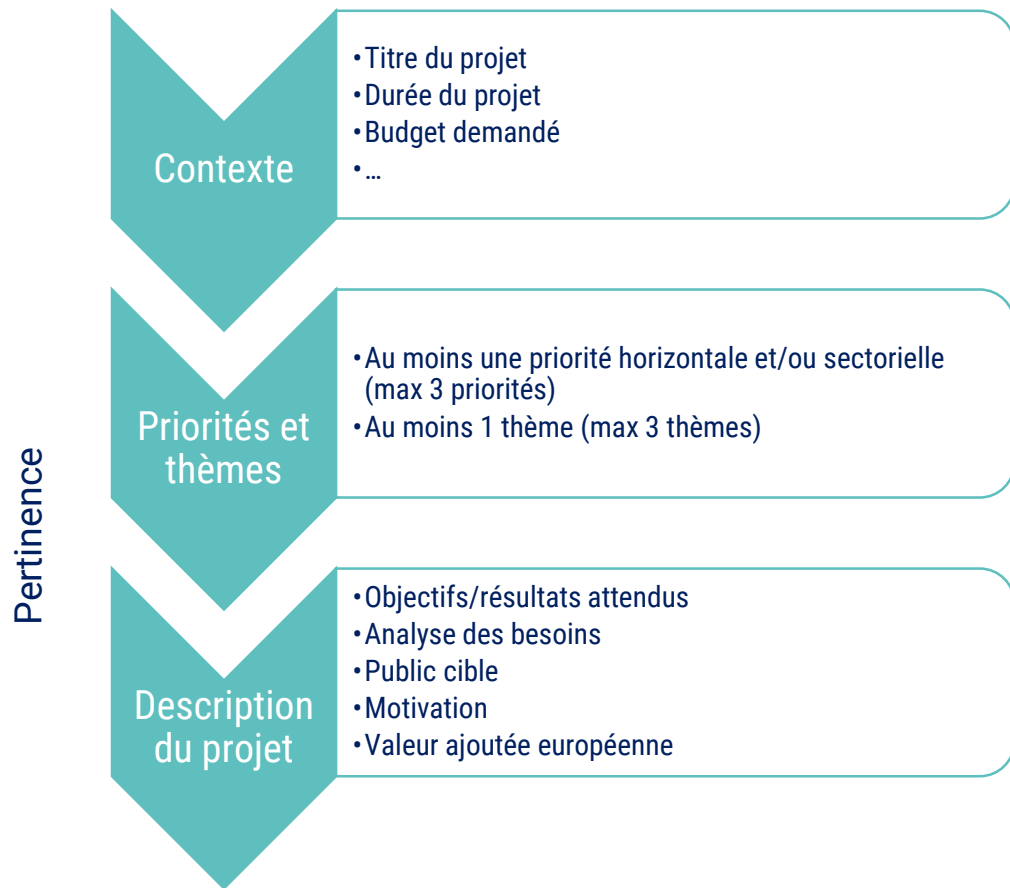 Contexte
•Titre du projet
•Durée du projet
•Budget demandé
•…
Pertinence
Priorités et
thèmes
•Au moins une priorité horizontale et/ou sectorielle
(max 3 priorités)
•Au moins 1 thème (max 3 thèmes)
Description
du projet
•Objectifs/résultats attendus
•Analyse des besoins
•Public cible
•Motivation
•Valeur ajoutée européenne